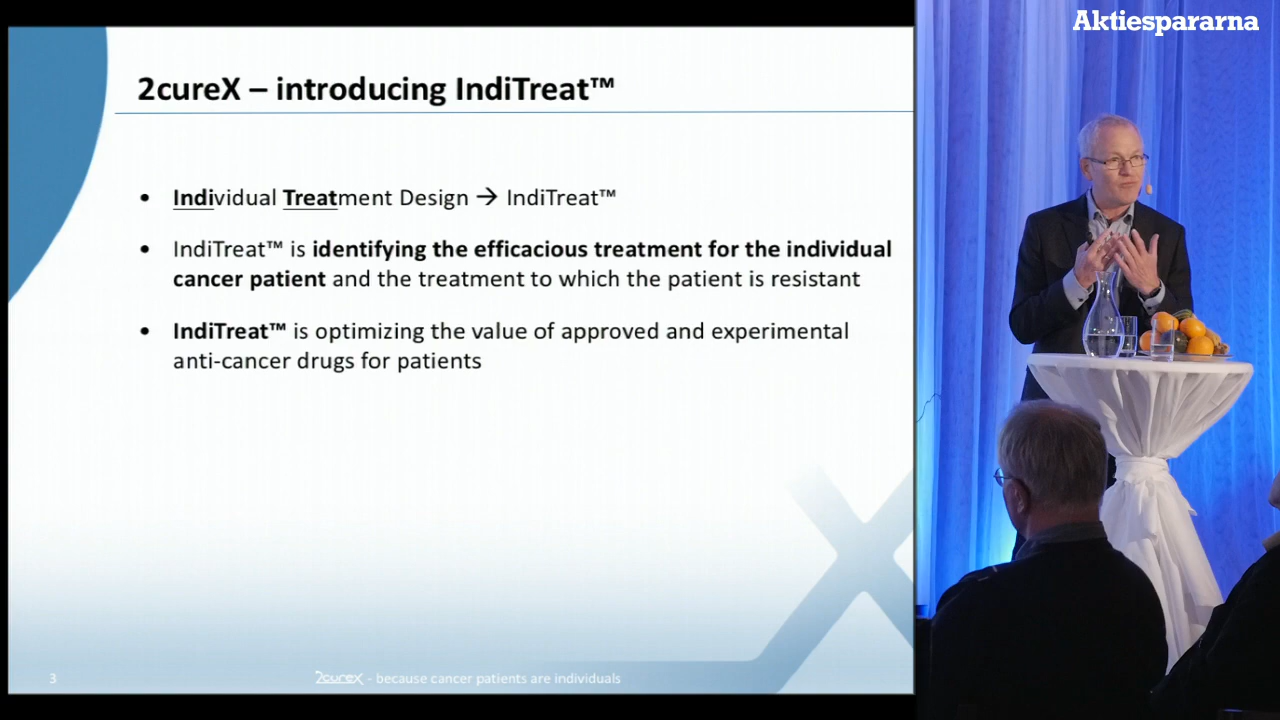 Aktiespararna
2cureX – introducing IndiTreat™
• Individual Treatment Design → IndiTreat™
• IndiTreat™ is identifying the efficacious treatment for the individual
cancer patient and the treatment to which the patient is resistant
• IndiTreat™ is optimizing the value of approved and experimental
anti-cancer drugs for patients
3
2cureX - because cancer patients are individuals